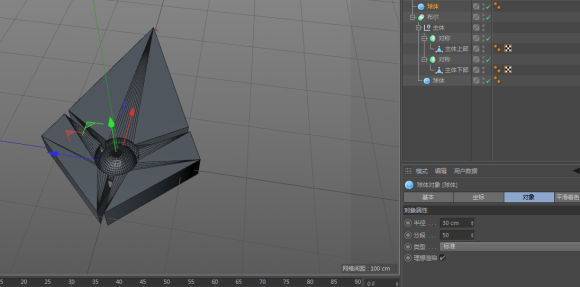 球体
布尔
主体
对称
主体上部
对称
主体下部
球体
模式 编辑 用户数据
球体对象 [球体]
基本 坐标 对象 平滑着色
对象属性
半径 . . . 30 cm
分段 . . . 50
类型 . . . 标准
理想渲染
网格间距 : 100 cm
5 20 25 30 35 40 45 50 55 60 65 70 75 80 85 90 0 F